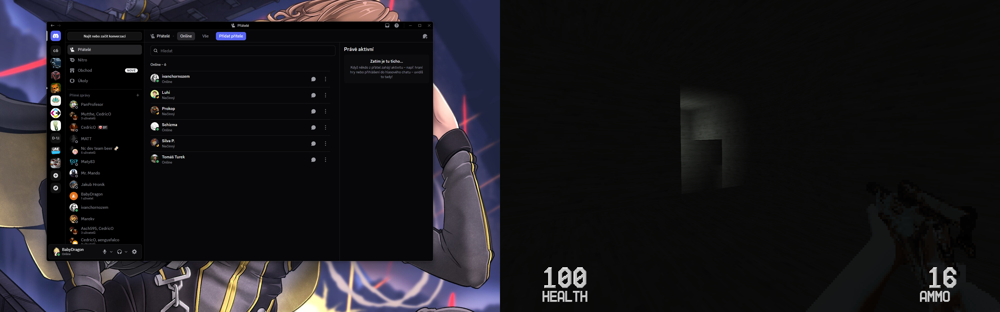 Přátelé
Najít nebo začít konverzaci
Přátelé
Online
Vše
Přidat přítele
c6
Přátelé
Nitro
Obchod
NOVÉ
Úkoly
Přímé zprávy
PanProfesor
Mutthe, CedricO
3 uživatelů
CedricO
DT
MATT
Nc dev team beer
5 uživatelů
Maty83
Mr. Mando
Jakub Hroník
BabyDragon
1 uživatel
ivanchornozem
Marekv
Asch595, CedricO
3 uživatelů
CedricO, aengusfalco
D-1.l
GAME
BabyDragon
Online
Hledat
Online – 6
ivanchornozem
Online
Luhi
Nečinný
Prokop
Nečinný
Schizma
Online
Silva P.
Nečinný
Tomáš Turek
Online
Právě aktivní
Zatím je tu ticho...
Když někdo z přátel zahájí aktivitu – např. hraní
hry nebo přihlášení do hlasového chatu – uvidíš
to tady!
100
HEALTH
16
AMMO